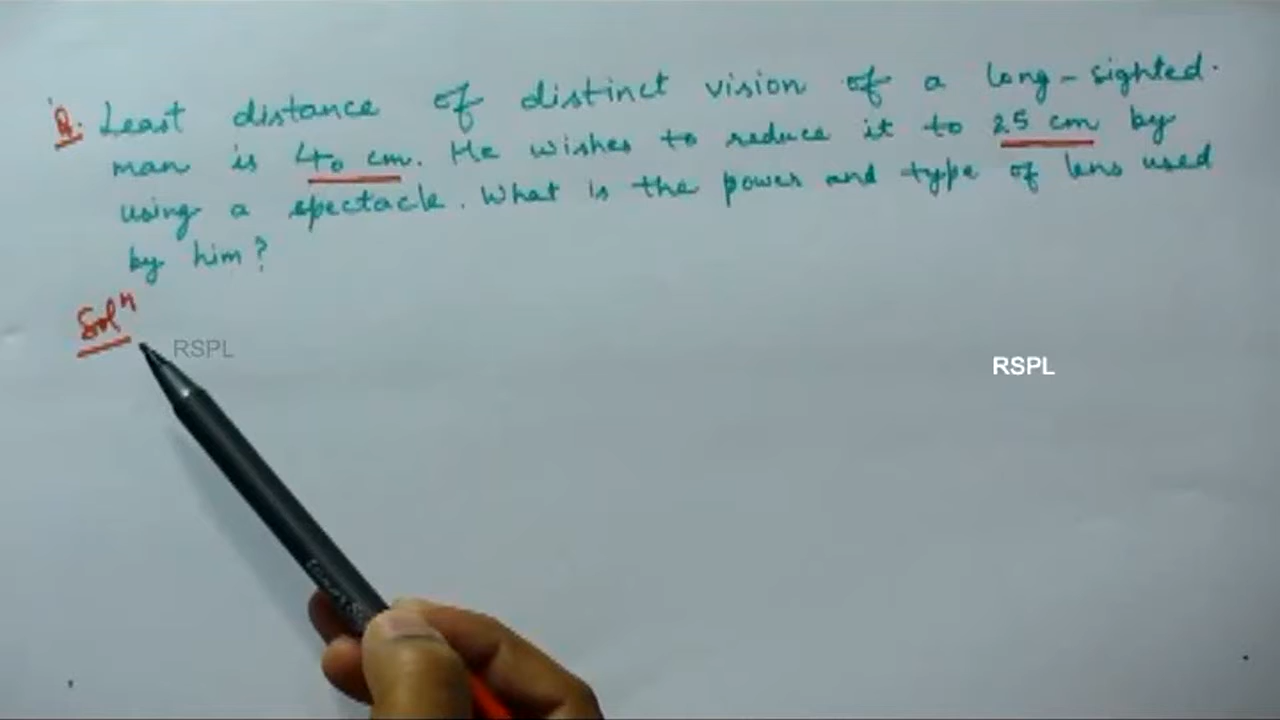 Q. Least distance of distinct vision of a long-sighted.
man is 40 cm. He wishes to reduce it to 25 cm by
using a spectacle. What is the power and type of lens used
by him?
Solⁿ
RSPL
RSPL